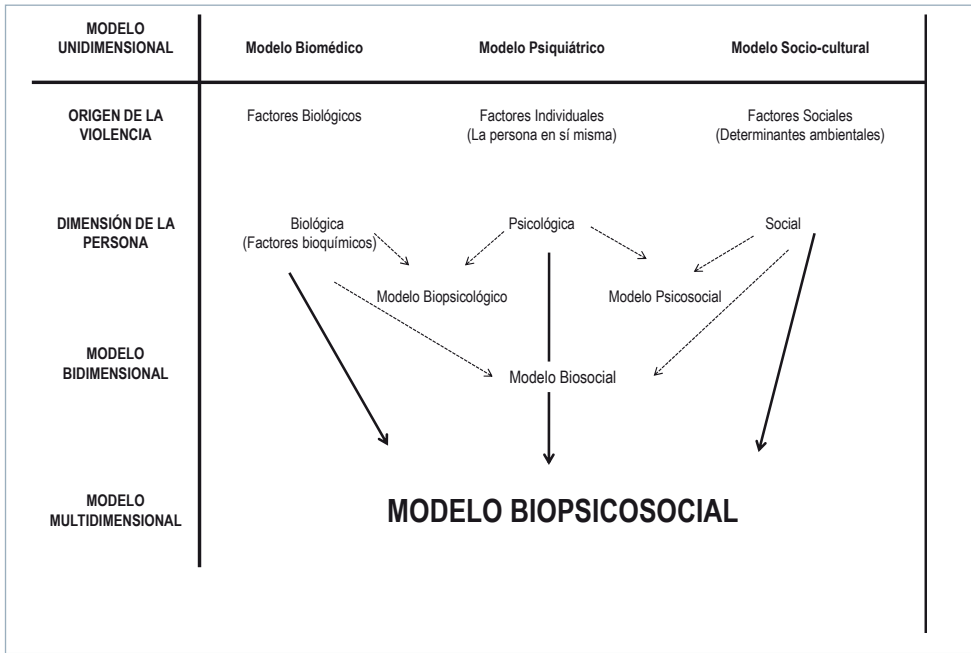 MODELO
UNIDIMENSIONAL
Modelo Biomédico
Modelo Psiquiátrico
Modelo Socio-cultural
ORIGEN DE LA
VIOLENCIA
Factores Biológicos
Factores Individuales
(La persona en sí misma)
Factores Sociales
(Determinantes ambientales)
DIMENSIÓN DE LA
PERSONA
Biológica
(Factores bioquímicos)
Psicológica
Social
Modelo Biopsicológico
Modelo Psicosocial
MODELO
BIDIMENSIONAL
Modelo Biosocial
MODELO
MULTIDIMENSIONAL
MODELO BIOPSICOSOCIAL